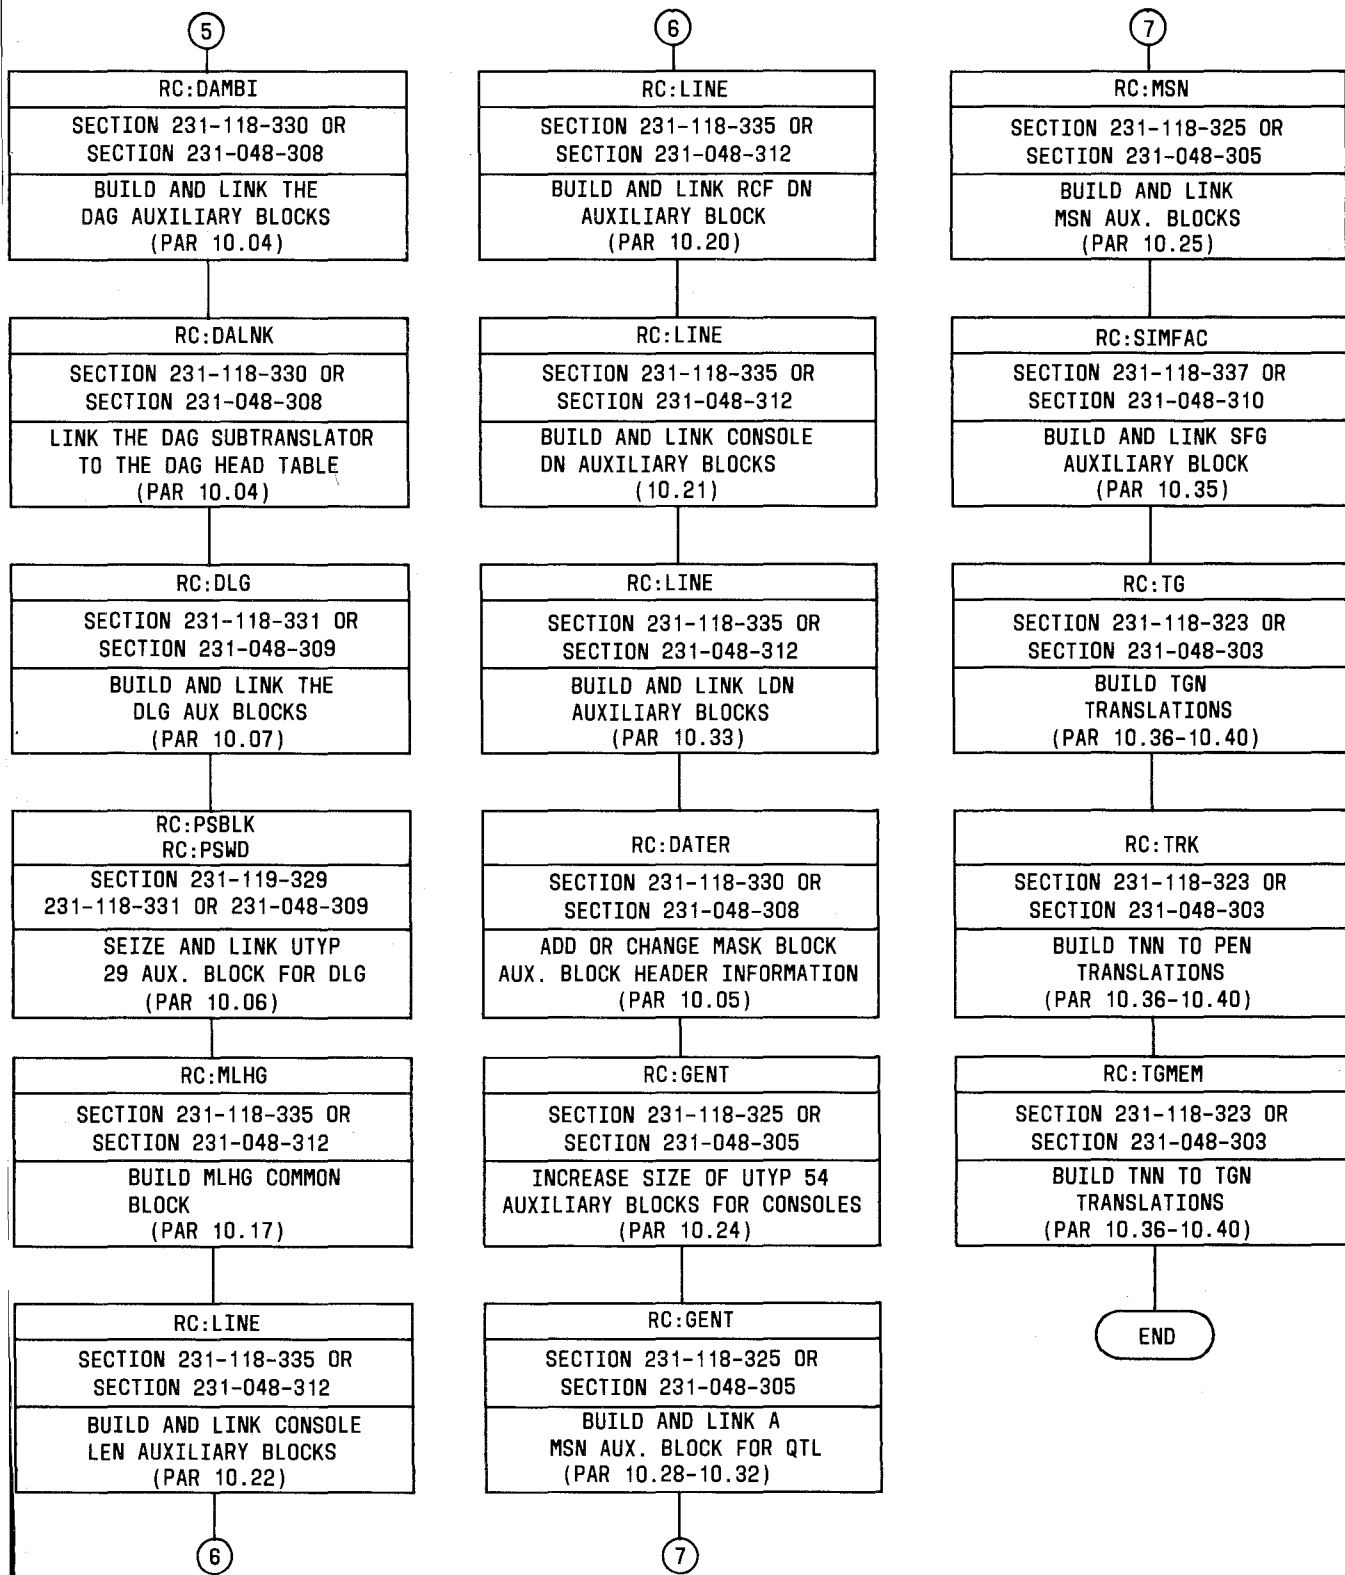 5
RC:DAMBI
SECTION 231-118-330 OR
SECTION 231-048-308
BUILD AND LINK THE
DAG AUXILIARY BLOCKS
(PAR 10.04)
RC:DALNK
SECTION 231-118-330 OR
SECTION 231-048-308
LINK THE DAG SUBTRANSLATOR
TO THE DAG HEAD TABLE
(PAR 10.04)
RC:DLG
SECTION 231-118-331 OR
SECTION 231-048-309
BUILD AND LINK THE
DLG AUX BLOCKS
(PAR 10.07)
RC:PSBLK
RC:PSWD
SECTION 231-119-329
231-118-331 OR 231-048-309
SEIZE AND LINK UTYP
29 AUX. BLOCK FOR DLG
(PAR 10.06)
RC:MLHG
SECTION 231-118-335 OR
SECTION 231-048-312
BUILD MLHG COMMON
BLOCK
(PAR 10.17)
RC:LINE
SECTION 231-118-335 OR
SECTION 231-048-312
BUILD AND LINK CONSOLE
LEN AUXILIARY BLOCKS
(PAR 10.22)
6
6
RC:LINE
SECTION 231-118-335 OR
SECTION 231-048-312
BUILD AND LINK RCF DN
AUXILIARY BLOCK
(PAR 10.20)
RC:LINE
SECTION 231-118-335 OR
SECTION 231-048-312
BUILD AND LINK CONSOLE
DN AUXILIARY BLOCKS
(10.21)
RC:LINE
SECTION 231-118-335 OR
SECTION 231-048-312
BUILD AND LINK LDN
AUXILIARY BLOCKS
(PAR 10.33)
RC:DATER
SECTION 231-118-330 OR
SECTION 231-048-308
ADD OR CHANGE MASK BLOCK
AUX. BLOCK HEADER INFORMATION
(PAR 10.05)
RC:GENT
SECTION 231-118-325 OR
SECTION 231-048-305
INCREASE SIZE OF UTYP 54
AUXILIARY BLOCKS FOR CONSOLES
(PAR 10.24)
RC:GENT
SECTION 231-118-325 OR
SECTION 231-048-305
BUILD AND LINK A
MSN AUX. BLOCK FOR QTL
(PAR 10.28-10.32)
7
7
RC:MSN
SECTION 231-118-325 OR
SECTION 231-048-305
BUILD AND LINK
MSN AUX. BLOCKS
(PAR 10.25)
RC:SIMFAC
SECTION 231-118-337 OR
SECTION 231-048-310
BUILD AND LINK SFG
AUXILIARY BLOCK
(PAR 10.35)
RC:TG
SECTION 231-118-323 OR
SECTION 231-048-303
BUILD TGN
TRANSLATIONS
(PAR 10.36-10.40)
RC:TRK
SECTION 231-118-323 OR
SECTION 231-048-303
BUILD TNN TO PEN
TRANSLATIONS
(PAR 10.36-10.40)
RC:TGMEM
SECTION 231-118-323 OR
SECTION 231-048-303
BUILD TNN TO TGN
TRANSLATIONS
(PAR 10.36-10.40)
END